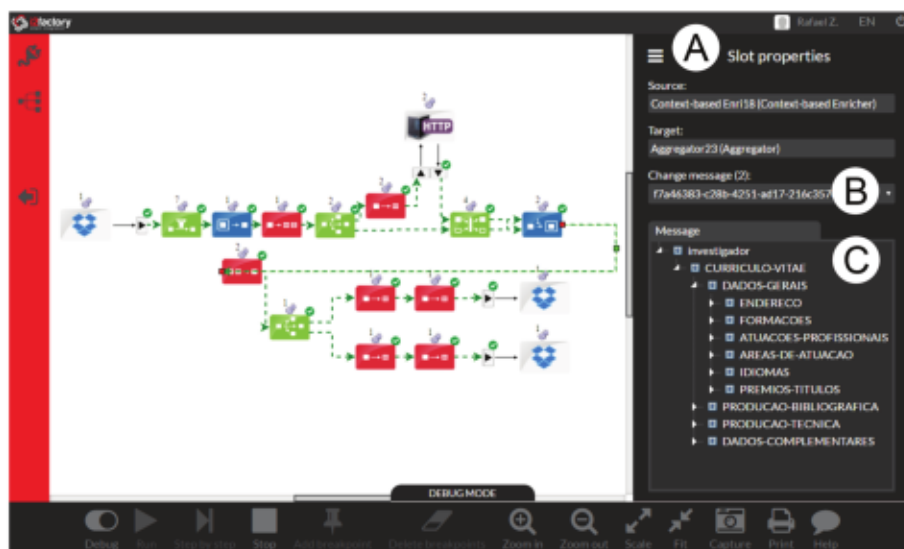 factory
Rafael Z.
EN
A
Slot properties
Source:
Context-based Enri18 (Context-based Enricher)
Target:
Aggregator23 (Aggregator)
Change message (2):
f7a46383-c28b-4251-ad17-216c357
B
Message
C
investigador
CURRICULO-VITAE
DADOS-GERAIS
ENDERECO
FORMACOES
ATUACOES-PROFISSIONAIS
AREAS-DE-ATUACAO
IDIOMAS
PREMIOS-TITULOS
PRODUCAO-BIBLIOGRAFICA
PRODUCAO-TECNICA
DADOS-COMPLEMENTARES
HTTP
DEBUG MODE
Debug Run Step by step Stop Add breakpoint Delete breakpoints Zoom in Zoom out Scale Fit Capture Print Help